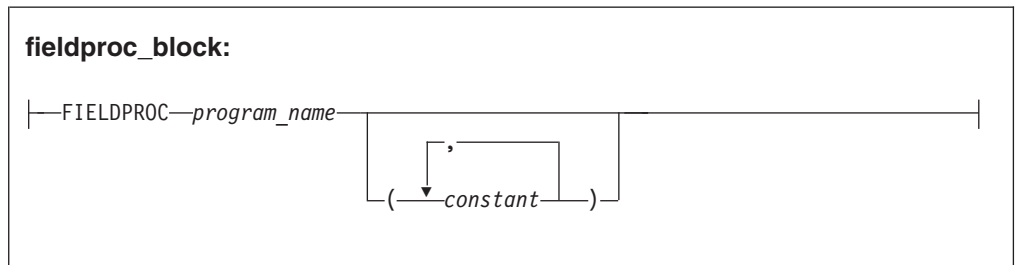 fieldproc_block:
FIELDPROC program_name
,
( constant )